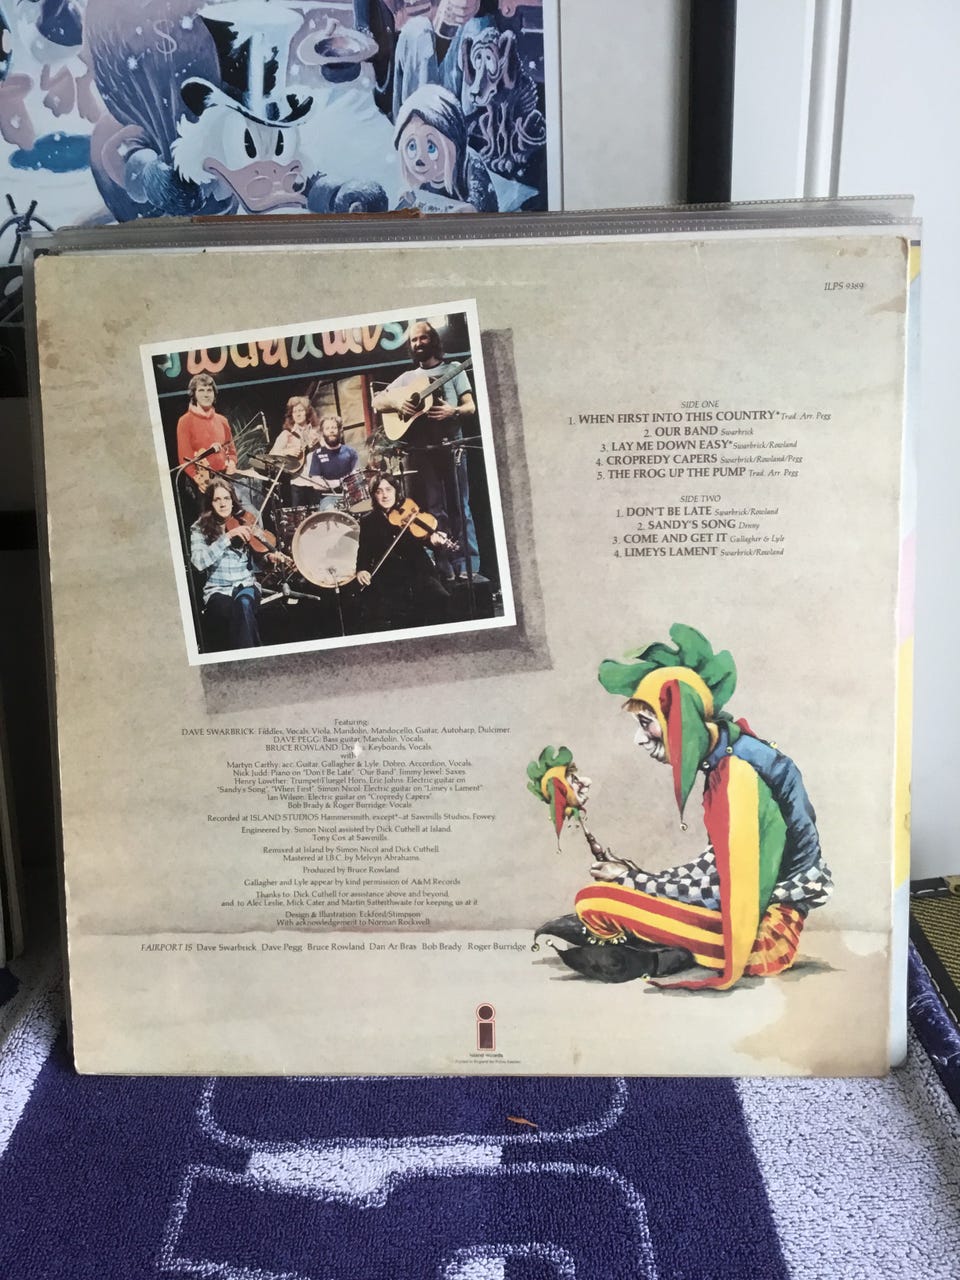 $
ILPS 9389
SIDE ONE
1. WHEN FIRST INTO THIS COUNTRY* Trad. Arr. Pegg
2. OUR BAND Swarbrick
3. LAY ME DOWN EASY* Swarbrick/Rowland
4. CROPREDY CAPERS Swarbrick/Rowland/Pegg
5. THE FROG UP THE PUMP Trad. Arr. Pegg
SIDE TWO
1. DON'T BE LATE Swarbrick/Rowland
2. SANDY'S SONG Denny
3. COME AND GET IT Gallagher & Lyle
4. LIMEYS LAMENT Swarbrick/Rowland
Featuring:
DAVE SWARBRICK: Fiddles, Vocals, Viola, Mandolin, Mandocello, Guitar, Autoharp, Dulcimer.
DAVE PEGG: Bass guitar, Mandolin, Vocals.
BRUCE ROWLAND: Keyboards, Vocals.
with
Martyn Carthy: acc. Guitar, Gallagher & Lyle: Dobro, Accordion, Vocals.
Nick Judd: Piano on "Don't Be Late", "Our Band" Jimmy Jewel: Saxes
Henry Lowther: Trumpet/Fluegel Horn, Eric Johns: Electric guitar on
"Sandy's Song", "When First" Simon Nicol: Electric guitar on "Limey s Lament"
Ian Wilson: Electric guitar on "Cropredy Capers"
Bob Brady & Roger Burridge: Vocals
Recorded at ISLAND STUDIOS Hammersmith, except*-at Sawmills Studios, Fowey.
Engineered by: Simon Nicol assisted by Dick Cuthell at Island.
Tony Cox at Sawmills.
Remixed at Island by Simon Nicol and Dick Cuthell.
Mastered at I.B.C. by Melvyn Abrahams.
Produced by Bruce Rowland
Gallagher and Lyle appear by kind permission of A&M Records
Thanks to: Dick Cuthell for assistance above and beyond,
and to Alec Leslie, Mick Cater and Martin Satterthwaite for keeping us at it
Design & Illustration: Eckford/Stimpson
With acknowledgement to Norman Rockwell.
FAIRPORT IS Dave Swarbrick Dave Pegg Bruce Rowland Dan Ar Bras Bob Brady Roger Burridge
island records